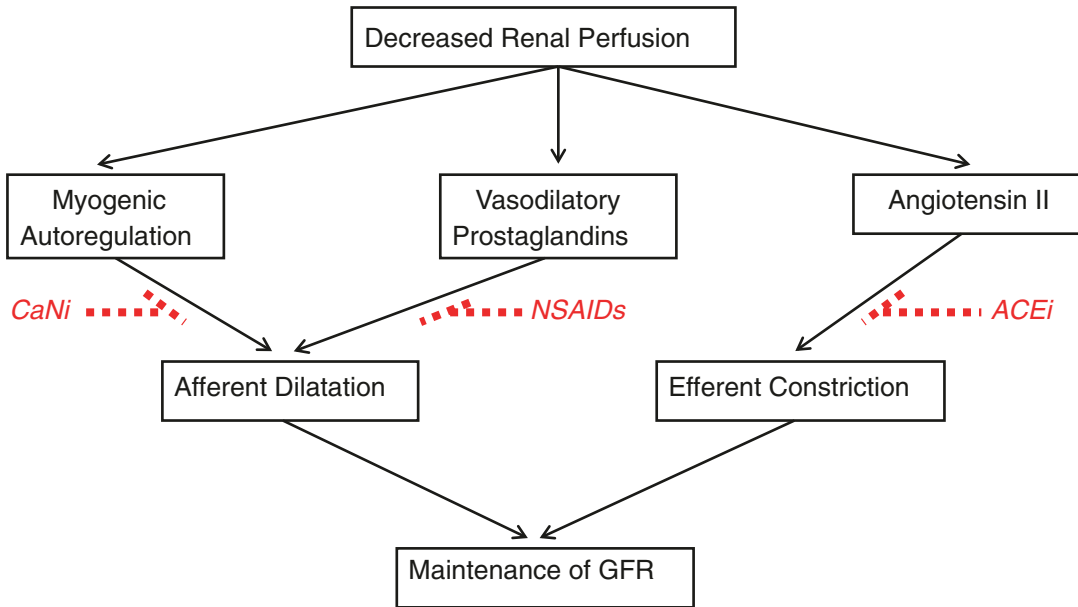 Decreased Renal Perfusion
Myogenic
Autoregulation
Vasodilatory
Prostaglandins
Angiotensin II
CaNi
NSAIDs
ACEi
Afferent Dilatation
Efferent Constriction
Maintenance of GFR